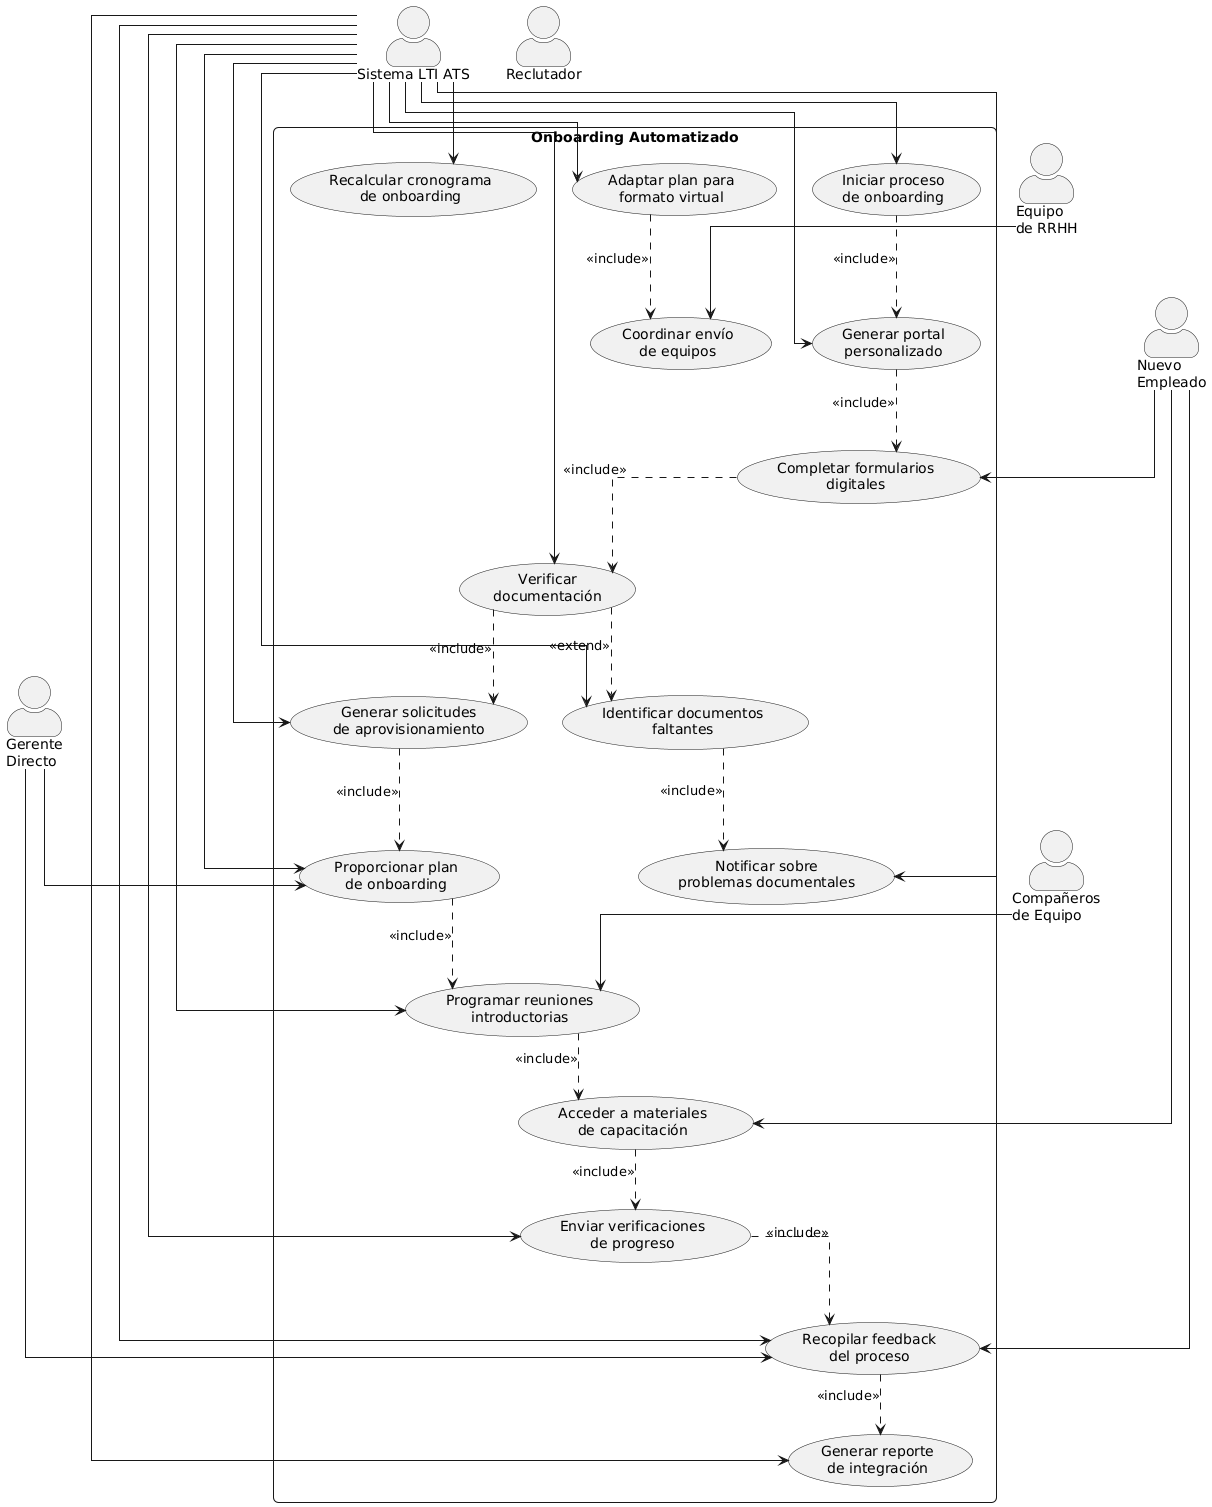 Sistema LTI ATS
Reclutador
Onboarding Automatizado
Recalcular cronograma
de onboarding
Adaptar plan para
formato virtual
Iniciar proceso
de onboarding
Equipo
de RRHH
«include»
«include»
Coordinar envío
de equipos
Generar portal
personalizado
Nuevo
Empleado
«include»
Completar formularios
digitales
«include»
Verificar
documentación
«include»
«extend»
Generar solicitudes
de aprovisionamiento
Identificar documentos
faltantes
Gerente
Directo
«include»
«include»
Proporcionar plan
de onboarding
Notificar sobre
problemas documentales
Compañeros
de Equipo
«include»
Programar reuniones
introductorias
«include»
Acceder a materiales
de capacitación
«include»
Enviar verificaciones
de progreso
«include»
Recopilar feedback
del proceso
«include»
Generar reporte
de integración